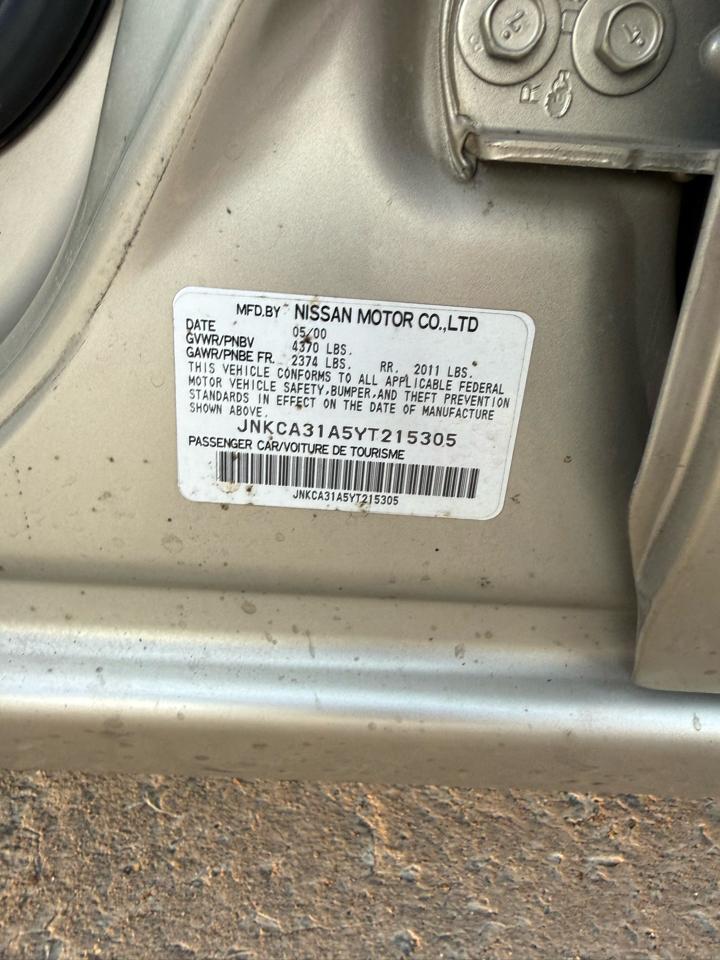 MFD.BY NISSAN MOTOR CO.,LTD
DATE 05/00
GVWR/PNBV 4370 LBS.
GAWR/PNBE FR. 2374 LBS. RR. 2011 LBS.
THIS VEHICLE CONFORMS TO ALL APPLICABLE FEDERAL
MOTOR VEHICLE SAFETY,BUMPER,AND THEFT PREVENTION
STANDARDS IN EFFECT ON THE DATE OF MANUFACTURE
SHOWN ABOVE.
JNKCA31A5YT215305
PASSENGER CAR/VOITURE DE TOURISME
JNKCA31A5YT215305